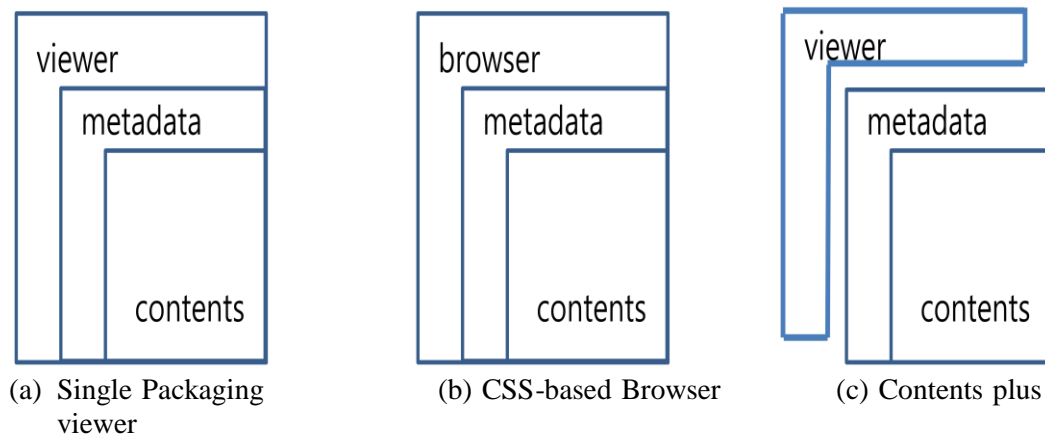 viewer
metadata
contents
(a) Single Packaging
viewer
browser
metadata
contents
(b) CSS-based Browser
viewer
metadata
contents
(c) Contents plus